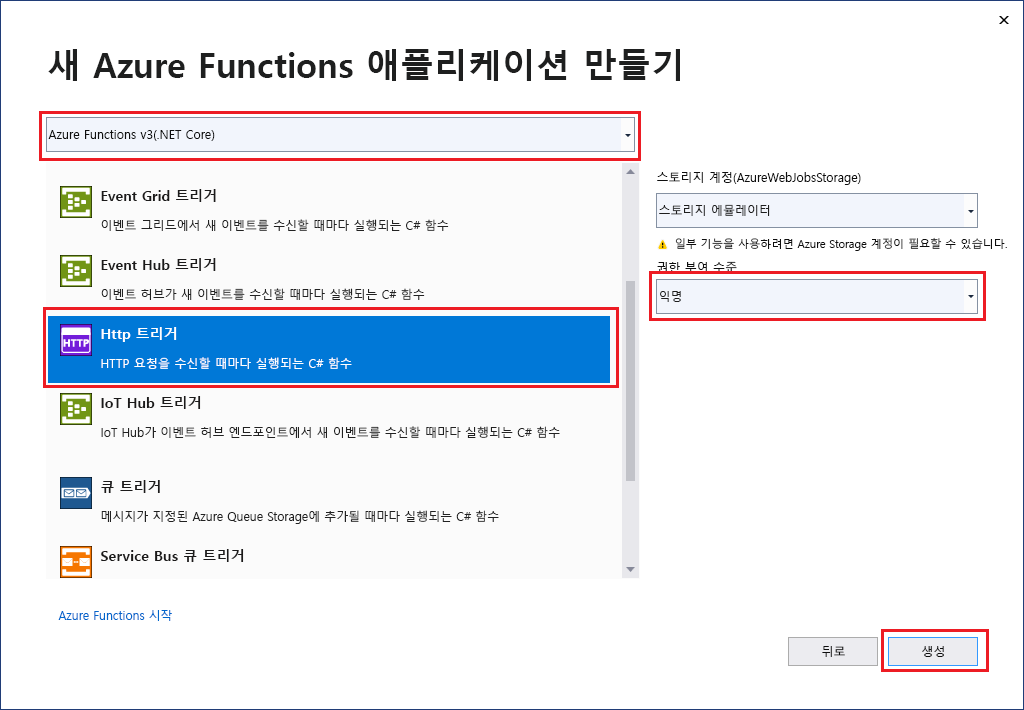 새 Azure Functions 애플리케이션 만들기
Azure Functions v3(.NET Core)
Event Grid 트리거
이벤트 그리드에서 새 이벤트를 수신할 때마다 실행되는 C# 함수
Event Hub 트리거
이벤트 허브가 새 이벤트를 수신할 때마다 실행되는 C# 함수
HTTP
Http 트리거
HTTP 요청을 수신할 때마다 실행되는 C# 함수
IoT Hub 트리거
IoT Hub가 이벤트 허브 엔드포인트에서 새 이벤트를 수신할 때마다 실행되는 C# 함수
큐 트리거
메시지가 지정된 Azure Queue Storage에 추가될 때마다 실행되는 C# 함수
Service Bus 큐 트리거
스토리지 계정(AzureWebJobsStorage)
스토리지 에뮬레이터
일부 기능을 사용하려면 Azure Storage 계정이 필요할 수 있습니다.
권한 부여 수준
익명
Azure Functions 시작
뒤로
생성